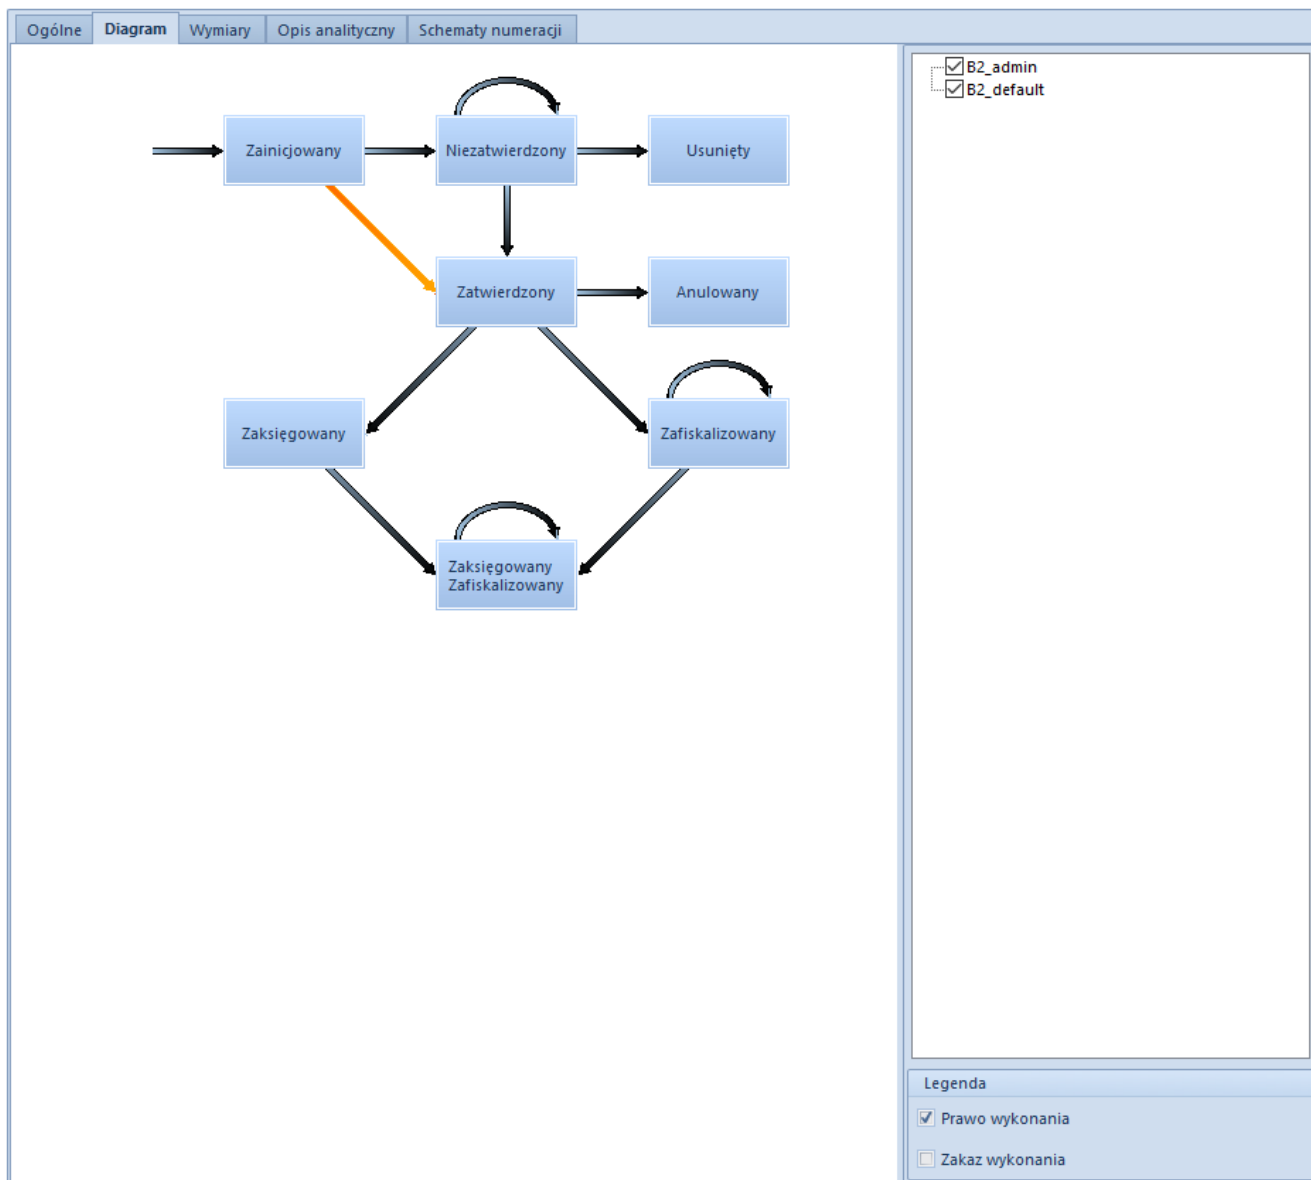 Ogólne
Diagram
Wymiary
Opis analityczny
Schematy numeracji
B2_admin
B2_default
Zainicjowany
Niezatwierdzony
Usunięty
Zatwierdzony
Anulowany
Zaksięgowany
Zafiskalizowany
Zaksięgowany
Zafiskalizowany
Legenda
Prawo wykonania
Zakaz wykonania